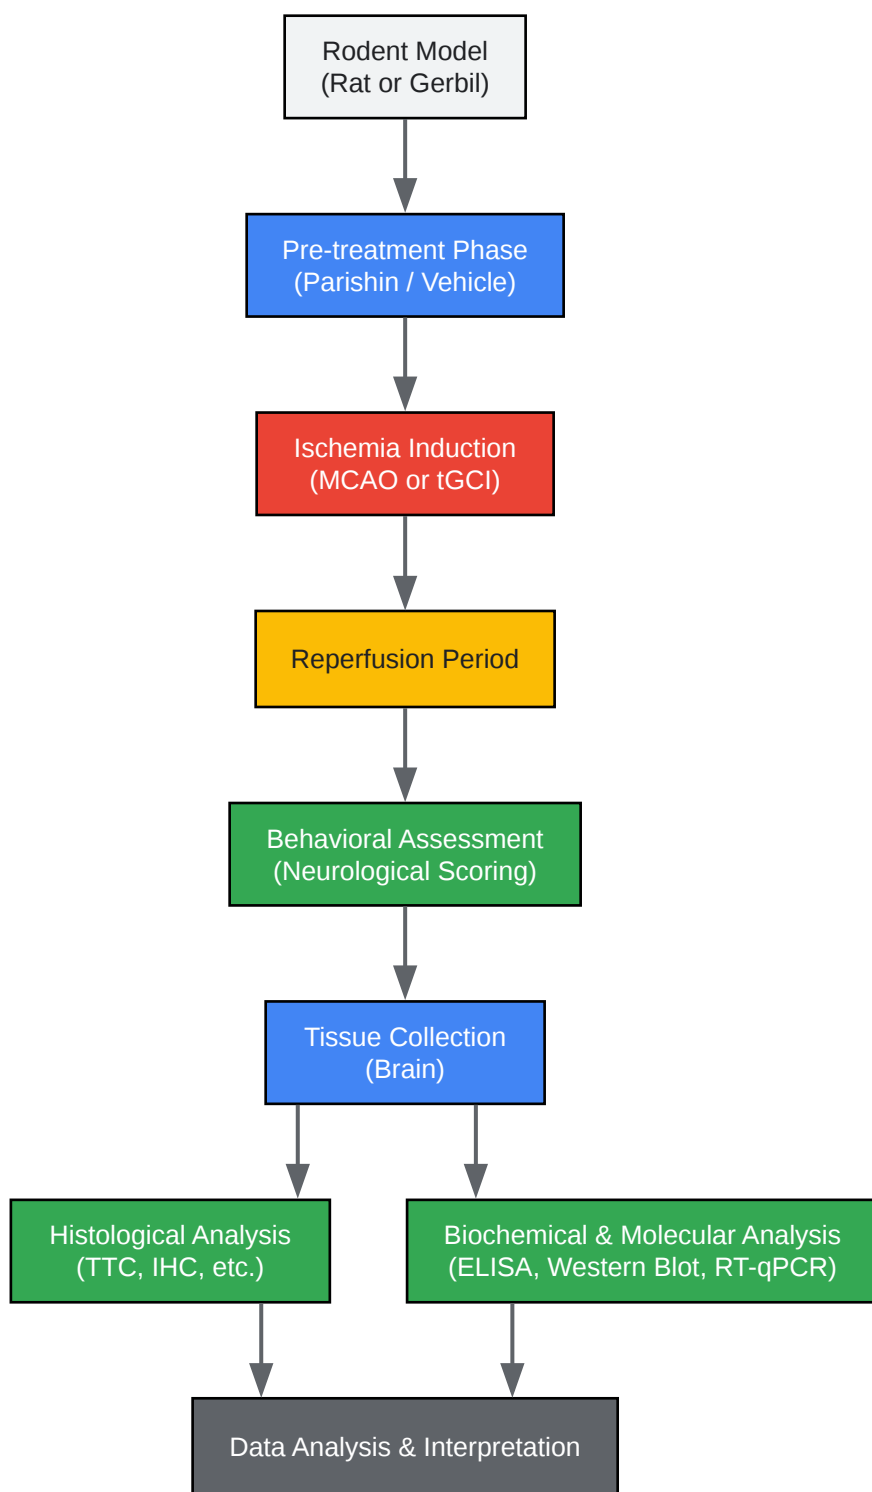 Rodent Model
(Rat or Gerbil)
Pre-treatment Phase
(Parishin / Vehicle)
Ischemia Induction
(MCAO or tGCI)
Reperfusion Period
Behavioral Assessment
(Neurological Scoring)
Tissue Collection
(Brain)
Histological Analysis
(TTC, IHC, etc.)
Biochemical & Molecular Analysis
(ELISA, Western Blot, RT-qPCR)
Data Analysis & Interpretation